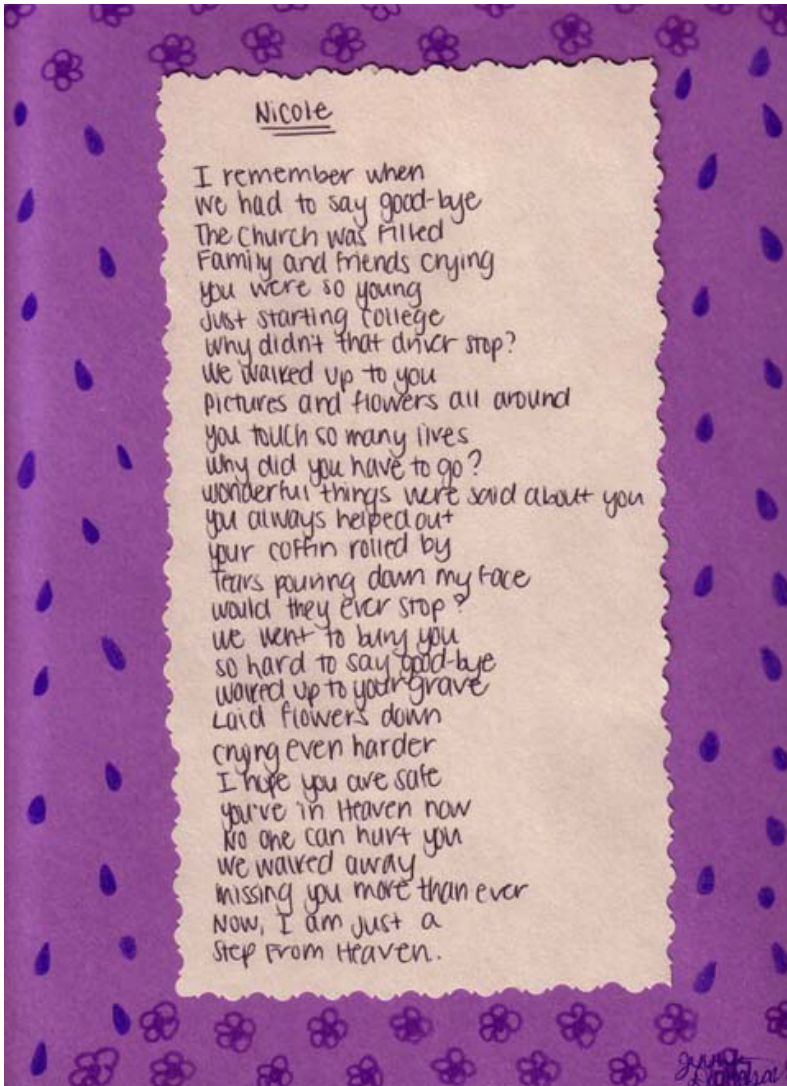 Nicole
I remember when
we had to say good-bye
The Church was Filled
Family and friends crying
you were so young
Just starting college
why didn't that driver stop?
We walked up to you
pictures and flowers all around
you touch so many lives
why did you have to go?
wonderful things were said about you
you always helped out
your coffin rolled by
Tears pouring down my face
would they ever stop?
we went to bury you
so hard to say good-bye
walked up to your grave
Laid flowers down
crying even harder
I hope you are safe
you've in Heaven now
No one can hurt you
we walked away
missing you more than ever
Now, I am just a
Step From Heaven.